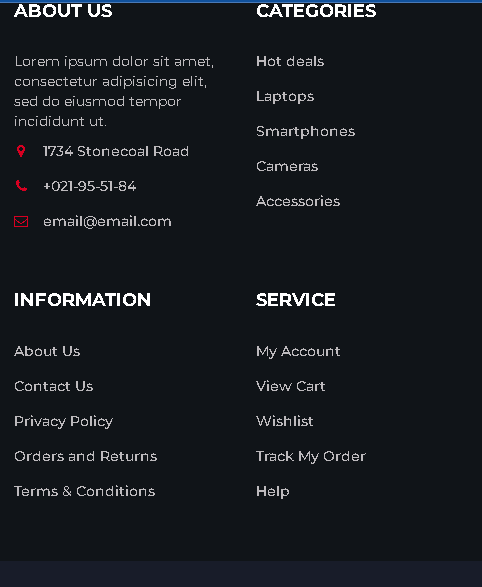 ABOUT US
Lorem ipsum dolor sit amet,
consectetur adipisicing elit,
sed do eiusmod tempor
incididunt ut.
1734 Stonecoal Road
+021-95-51-84
email@email.com
CATEGORIES
Hot deals
Laptops
Smartphones
Cameras
Accessories
INFORMATION
About Us
Contact Us
Privacy Policy
Orders and Returns
Terms & Conditions
SERVICE
My Account
View Cart
Wishlist
Track My Order
Help